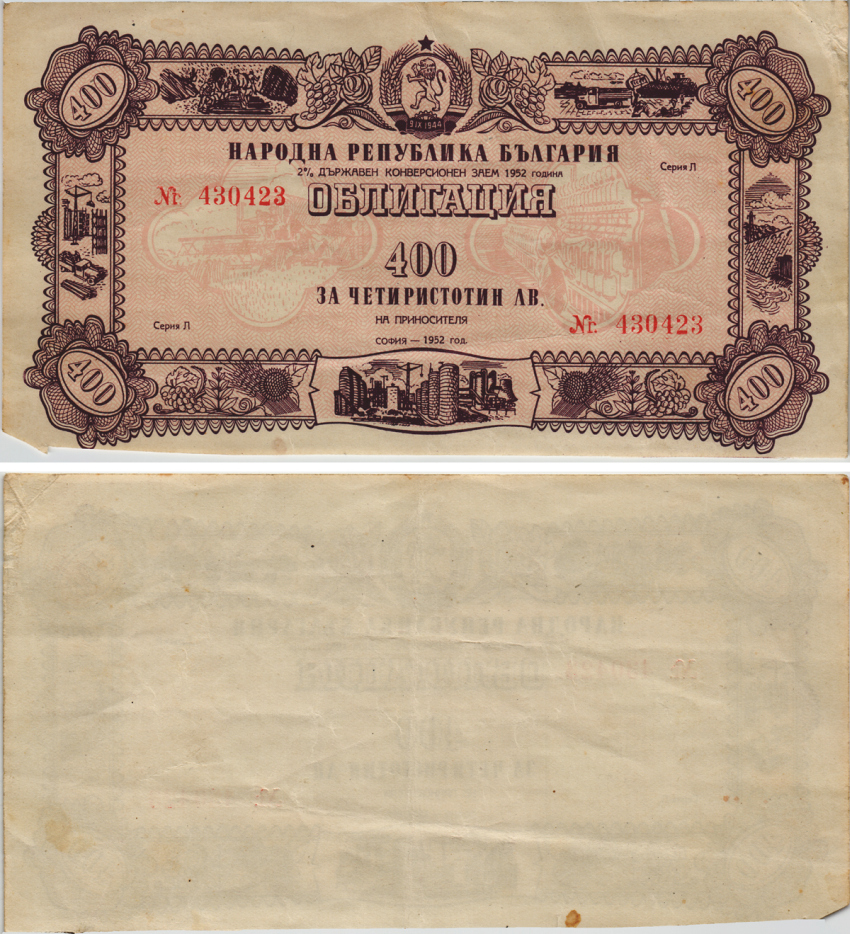 400
400
9 IX 1944
НАРОДНА РЕПУБЛИКА БЪЛГАРИЯ
2% ДЪРЖАВЕН КОНВЕРСИОНЕН ЗАЕМ 1952 ГОДИНА
Серия Л
№ 430423
ОБЛИГАЦИЯ
400
ЗА ЧЕТИРИСТОТИН ЛВ.
НА ПРИНОСИТЕЛЯ
Серия Л
№ 430423
СОФИЯ — 1952 ГОД.
400
400